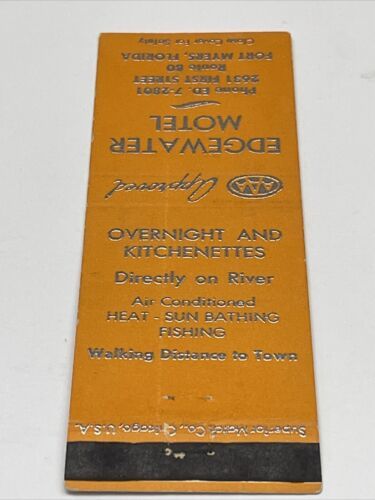 Close Cover For Safety
FORT MYERS, FLORIDA
Route 80
2631 FIRST STREET
Phone ED. 7-2801
MOTEL
EDGEWATER
AAA Approved
OVERNIGHT AND
KITCHENETTES
Directly on River
Air Conditioned
HEAT - SUN BATHING
FISHING
Walking Distance to Town
Superior Match Co., Chicago, U.S.A.